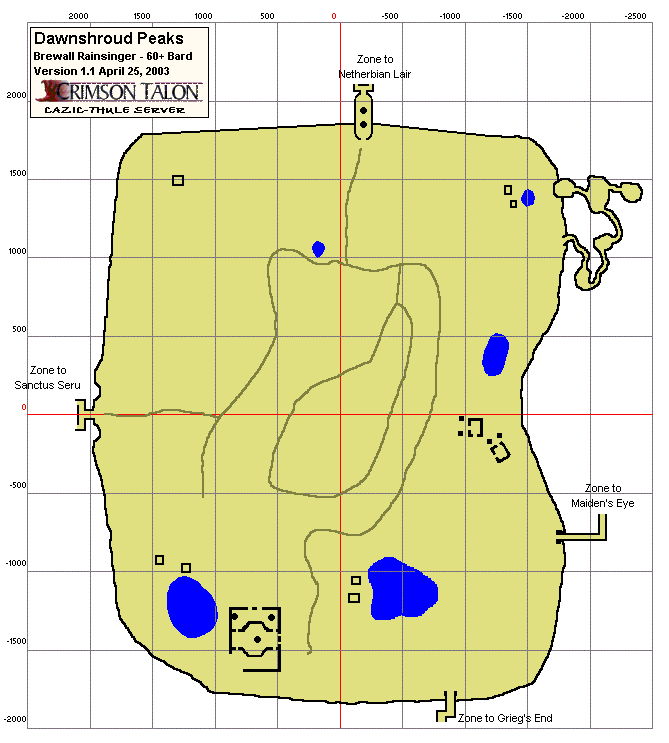 2000 1500 1000 500 0 -500 -1000 -1500 -2000 -2500
Dawnshroud Peaks
Brewall Rainsinger - 60+ Bard
Version 1.1 April 25, 2003
CRIMSON TALON
CAZIC-THULE SERVER
Zone to
Netherbian Lair
2000
1500
1000
500
Zone to
Sanctus Seru
0
-500
Zone to
Maiden's Eye
-1000
-1500
Zone to Grieg's End
-2000